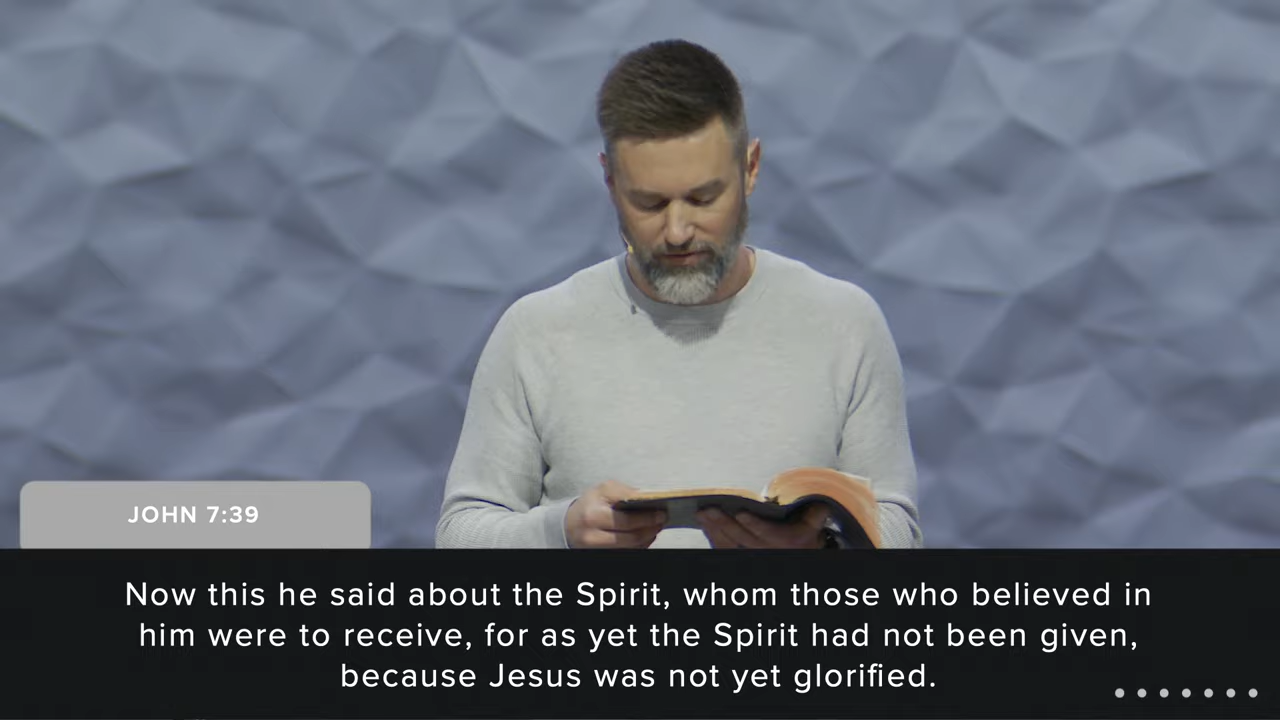 JOHN 7:39
Now this he said about the Spirit, whom those who believed in
him were to receive, for as yet the Spirit had not been given,
because Jesus was not yet glorified.